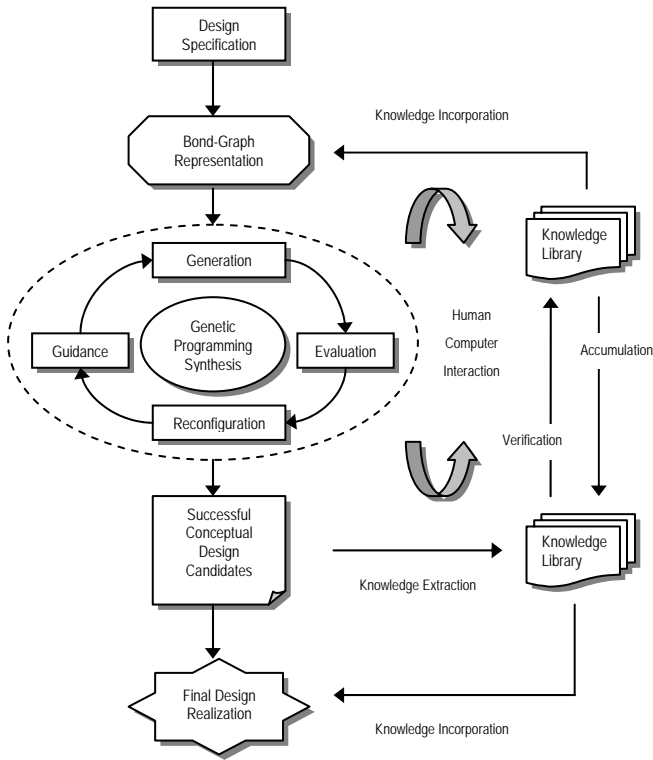 Design
Specification
Knowledge Incorporation
Bond-Graph
Representation
Knowledge
Library
Generation
Genetic
Programming
Synthesis
Guidance
Evaluation
Reconfiguration
Human
Computer
Interaction
Accumulation
Verification
Successful
Conceptual
Design
Candidates
Knowledge
Library
Knowledge Extraction
Final Design
Realization
Knowledge Incorporation